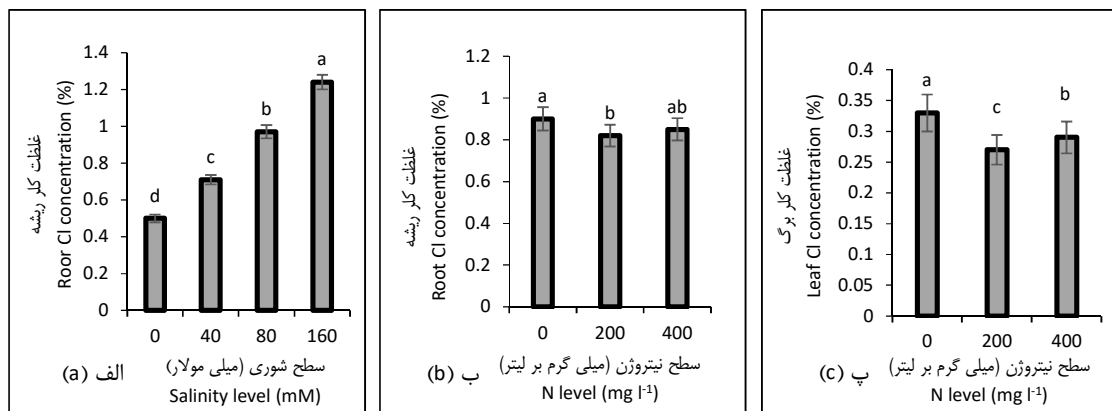 غلظت کلر ریشه
Roor Cl concentration (%)
1.4
1.2
1
0.8
0.6
0.4
0.2
0
d
c
b
a
0 40 80 160
سطح شوری (میلی مولار)
Salinity level (mM)
الف (a)
غلظت کلر ریشه
Root Cl concentration (%)
1.2
1
0.8
0.6
0.4
0.2
0
a
b
ab
0 200 400
سطح نیتروژن (میلی گرم بر لیتر)
N level (mg l⁻¹)
ب (b)
غلظت کلر برگ
Leaf Cl concentration (%)
0.4
0.35
0.3
0.25
0.2
0.15
0.1
0.05
0
a
c
b
0 200 400
سطح نیتروژن (میلی گرم بر لیتر)
N level (mg l⁻¹)
پ (c)